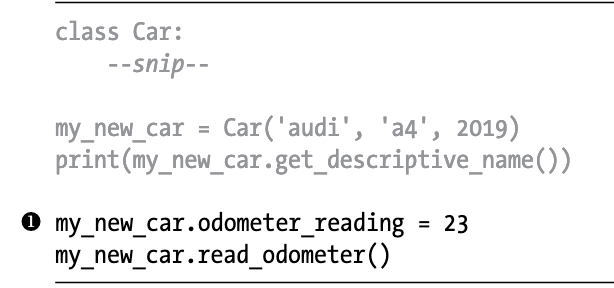 class Car:
    --snip--

my_new_car = Car('audi', 'a4', 2019)
print(my_new_car.get_descriptive_name())

❶ my_new_car.odometer_reading = 23
my_new_car.read_odometer()